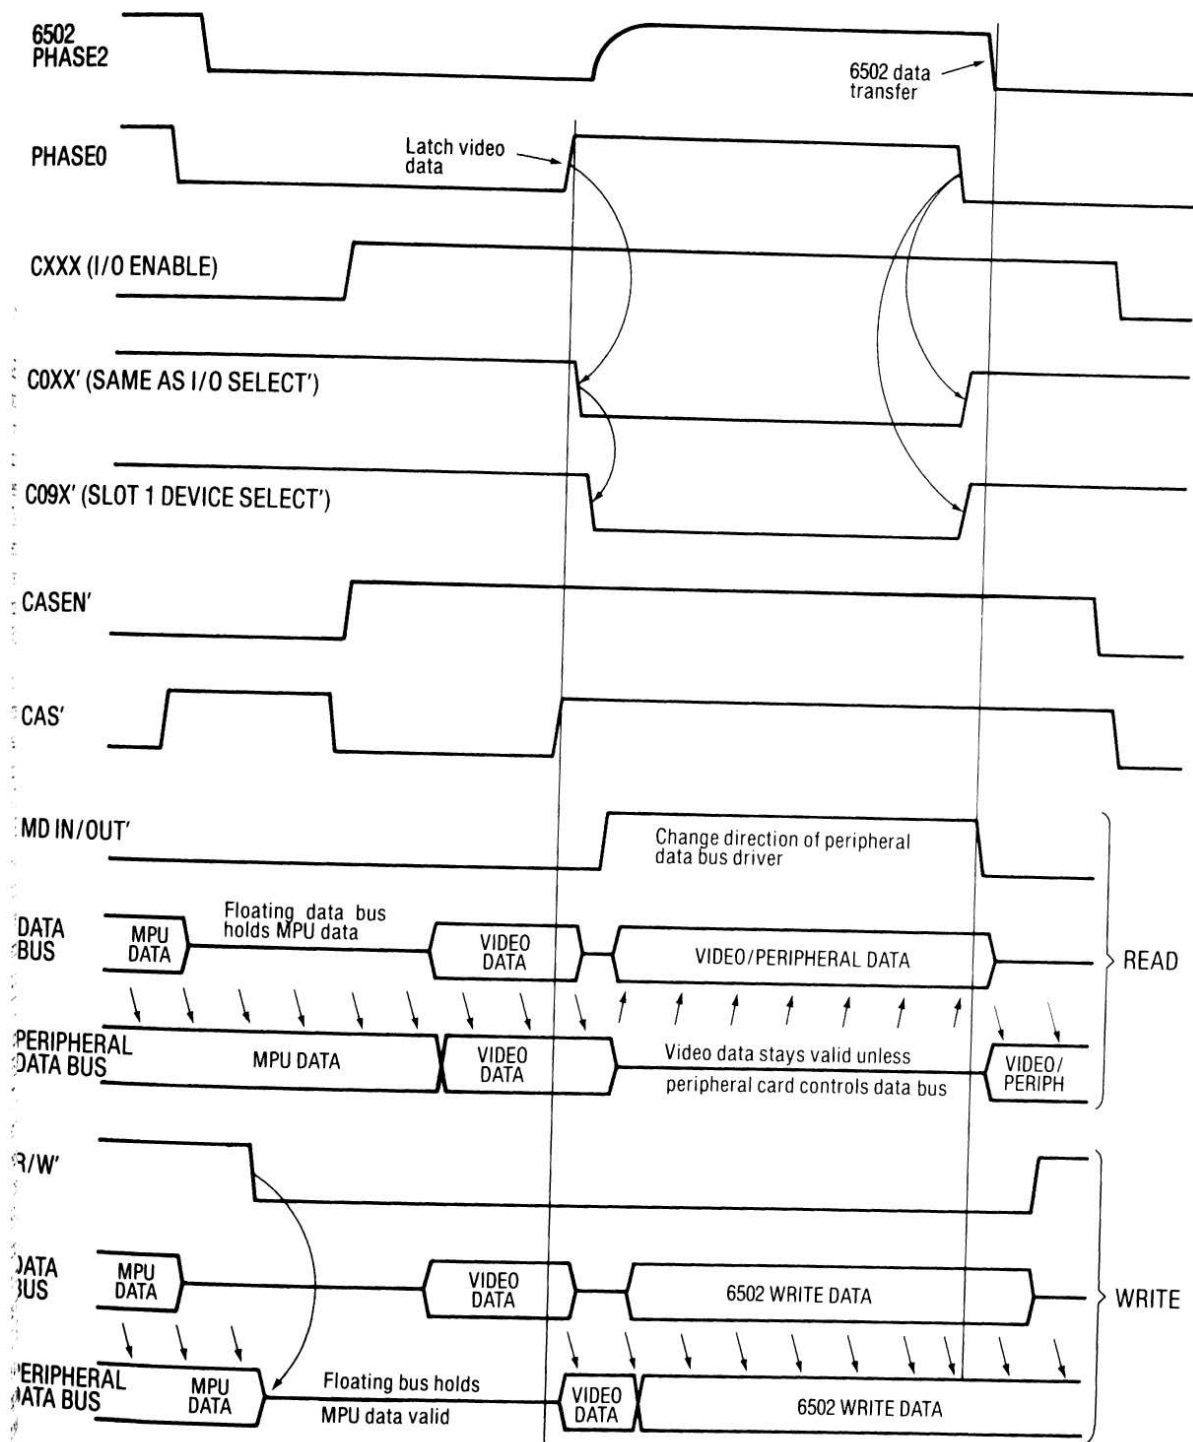 6502
PHASE2
6502 data
transfer
PHASE0
Latch video
data
CXXX (I/O ENABLE)
C0XX' (SAME AS I/O SELECT')
C09X' (SLOT 1 DEVICE SELECT')
CASEN'
CAS'
MD IN/OUT'
Change direction of peripheral
data bus driver
DATA
BUS
MPU
DATA
Floating data bus
holds MPU data
VIDEO
DATA
VIDEO/PERIPHERAL DATA
READ
PERIPHERAL
DATA BUS
MPU DATA
VIDEO
DATA
Video data stays valid unless
peripheral card controls data bus
VIDEO/
PERIPH
R/W'
DATA
BUS
MPU
DATA
VIDEO
DATA
6502 WRITE DATA
WRITE
PERIPHERAL
DATA BUS
MPU
DATA
Floating bus holds
MPU data valid
VIDEO
DATA
6502 WRITE DATA